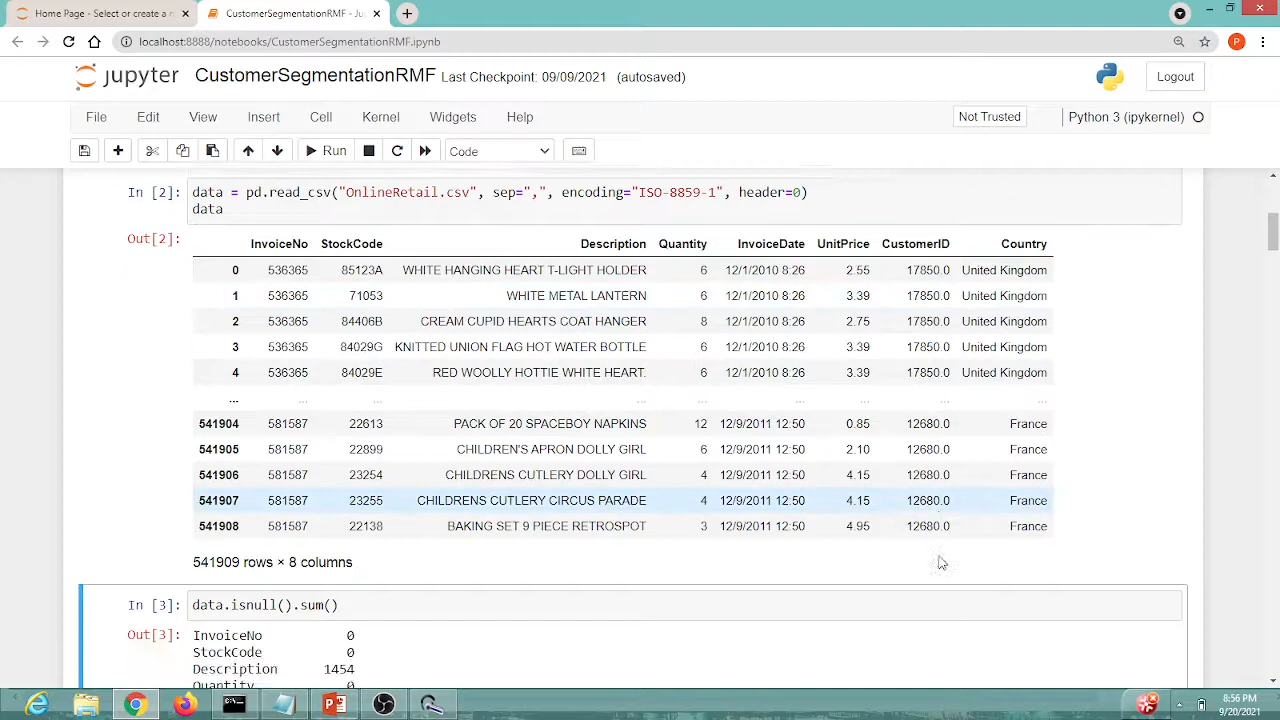 Home Page - Select or create a n
CustomerSegmentationRMF - Ju
localhost:8888/notebooks/CustomerSegmentationRMF.ipynb
P
jupyter CustomerSegmentationRMF Last Checkpoint: 09/09/2021 (autosaved)
Logout
File Edit View Insert Cell Kernel Widgets Help
Not Trusted
Python 3 (ipykernel)
Run
Code
In [2]: data = pd.read_csv("OnlineRetail.csv", sep=",", encoding="ISO-8859-1", header=0)
data
Out[2]:
InvoiceNo StockCode Description Quantity InvoiceDate UnitPrice CustomerID Country
0 536365 85123A WHITE HANGING HEART T-LIGHT HOLDER 6 12/1/2010 8:26 2.55 17850.0 United Kingdom
1 536365 71053 WHITE METAL LANTERN 6 12/1/2010 8:26 3.39 17850.0 United Kingdom
2 536365 84406B CREAM CUPID HEARTS COAT HANGER 8 12/1/2010 8:26 2.75 17850.0 United Kingdom
3 536365 84029G KNITTED UNION FLAG HOT WATER BOTTLE 6 12/1/2010 8:26 3.39 17850.0 United Kingdom
4 536365 84029E RED WOOLLY HOTTIE WHITE HEART. 6 12/1/2010 8:26 3.39 17850.0 United Kingdom
... ... ... ... ... ... ... ... ...
541904 581587 22613 PACK OF 20 SPACEBOY NAPKINS 12 12/9/2011 12:50 0.85 12680.0 France
541905 581587 22899 CHILDREN'S APRON DOLLY GIRL 6 12/9/2011 12:50 2.10 12680.0 France
541906 581587 23254 CHILDRENS CUTLERY DOLLY GIRL 4 12/9/2011 12:50 4.15 12680.0 France
541907 581587 23255 CHILDRENS CUTLERY CIRCUS PARADE 4 12/9/2011 12:50 4.15 12680.0 France
541908 581587 22138 BAKING SET 9 PIECE RETROSPOT 3 12/9/2011 12:50 4.95 12680.0 France
541909 rows × 8 columns
In [3]: data.isnull().sum()
Out[3]: InvoiceNo 0
StockCode 0
Description 1454
Quantity 0
8:56 PM
9/20/2021